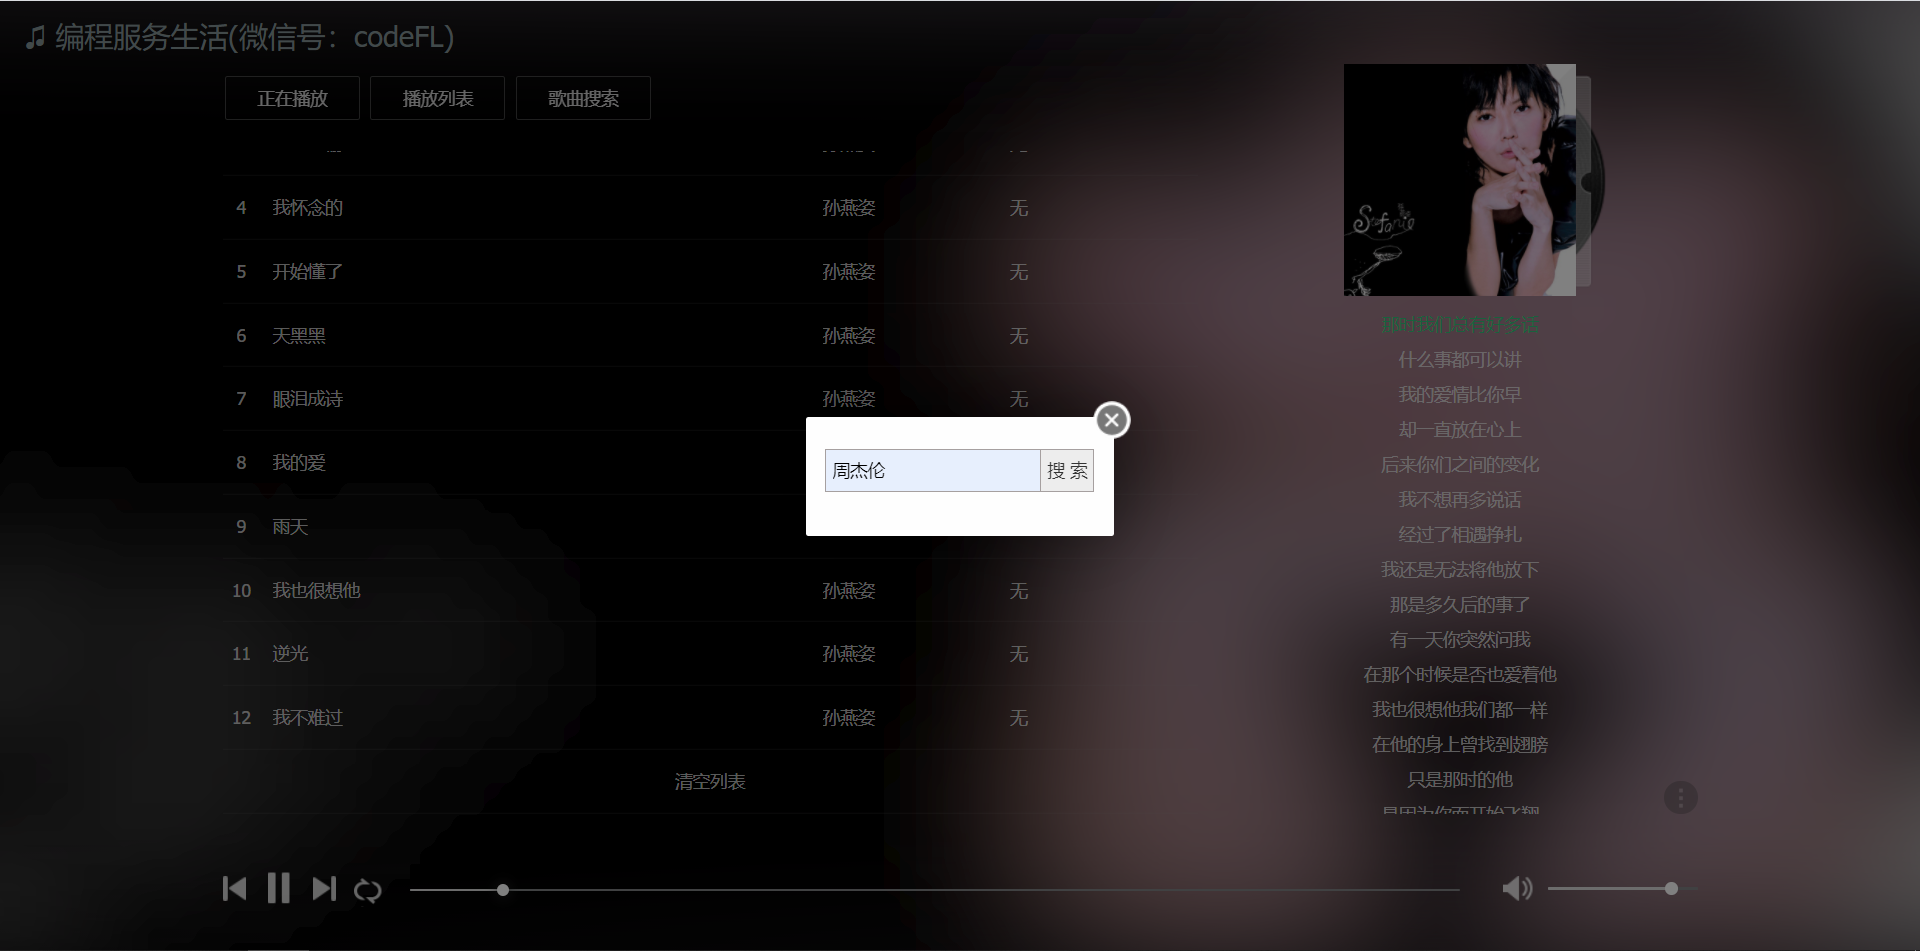 编程服务生活(微信号：codeFL)
正在播放 播放列表 歌曲搜索
4 我怀念的 孙燕姿 无
5 开始懂了 孙燕姿 无
6 天黑黑 孙燕姿 无
7 眼泪成诗 孙燕姿 无
8 我的爱
9 雨天
10 我也很想他 孙燕姿 无
11 逆光 孙燕姿 无
12 我不难过 孙燕姿 无
清空列表
周杰伦 搜 索
Stefanie
那时我们总有好多话
什么事都可以讲
我的爱情比你早
却一直放在心上
后来你们之间的变化
我不想再多说话
经过了相遇挣扎
我还是无法将他放下
那是多久后的事了
有一天你突然问我
在那个时候是否也爱着他
我也很想他我们都一样
在他的身上曾找到翅膀
只是那时的他
是因为你而开始飞翔